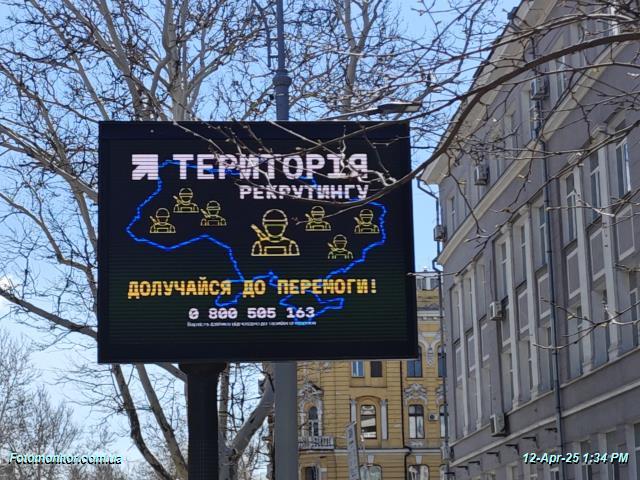 ТЕРИТОРІЯ
РЕКРУТИНГУ
ДОЛУЧАЙСЯ ДО ПЕРЕМОГИ!
0 800 505 163
Fotomonitor.com.ua
12-Apr-25 1:34 PM